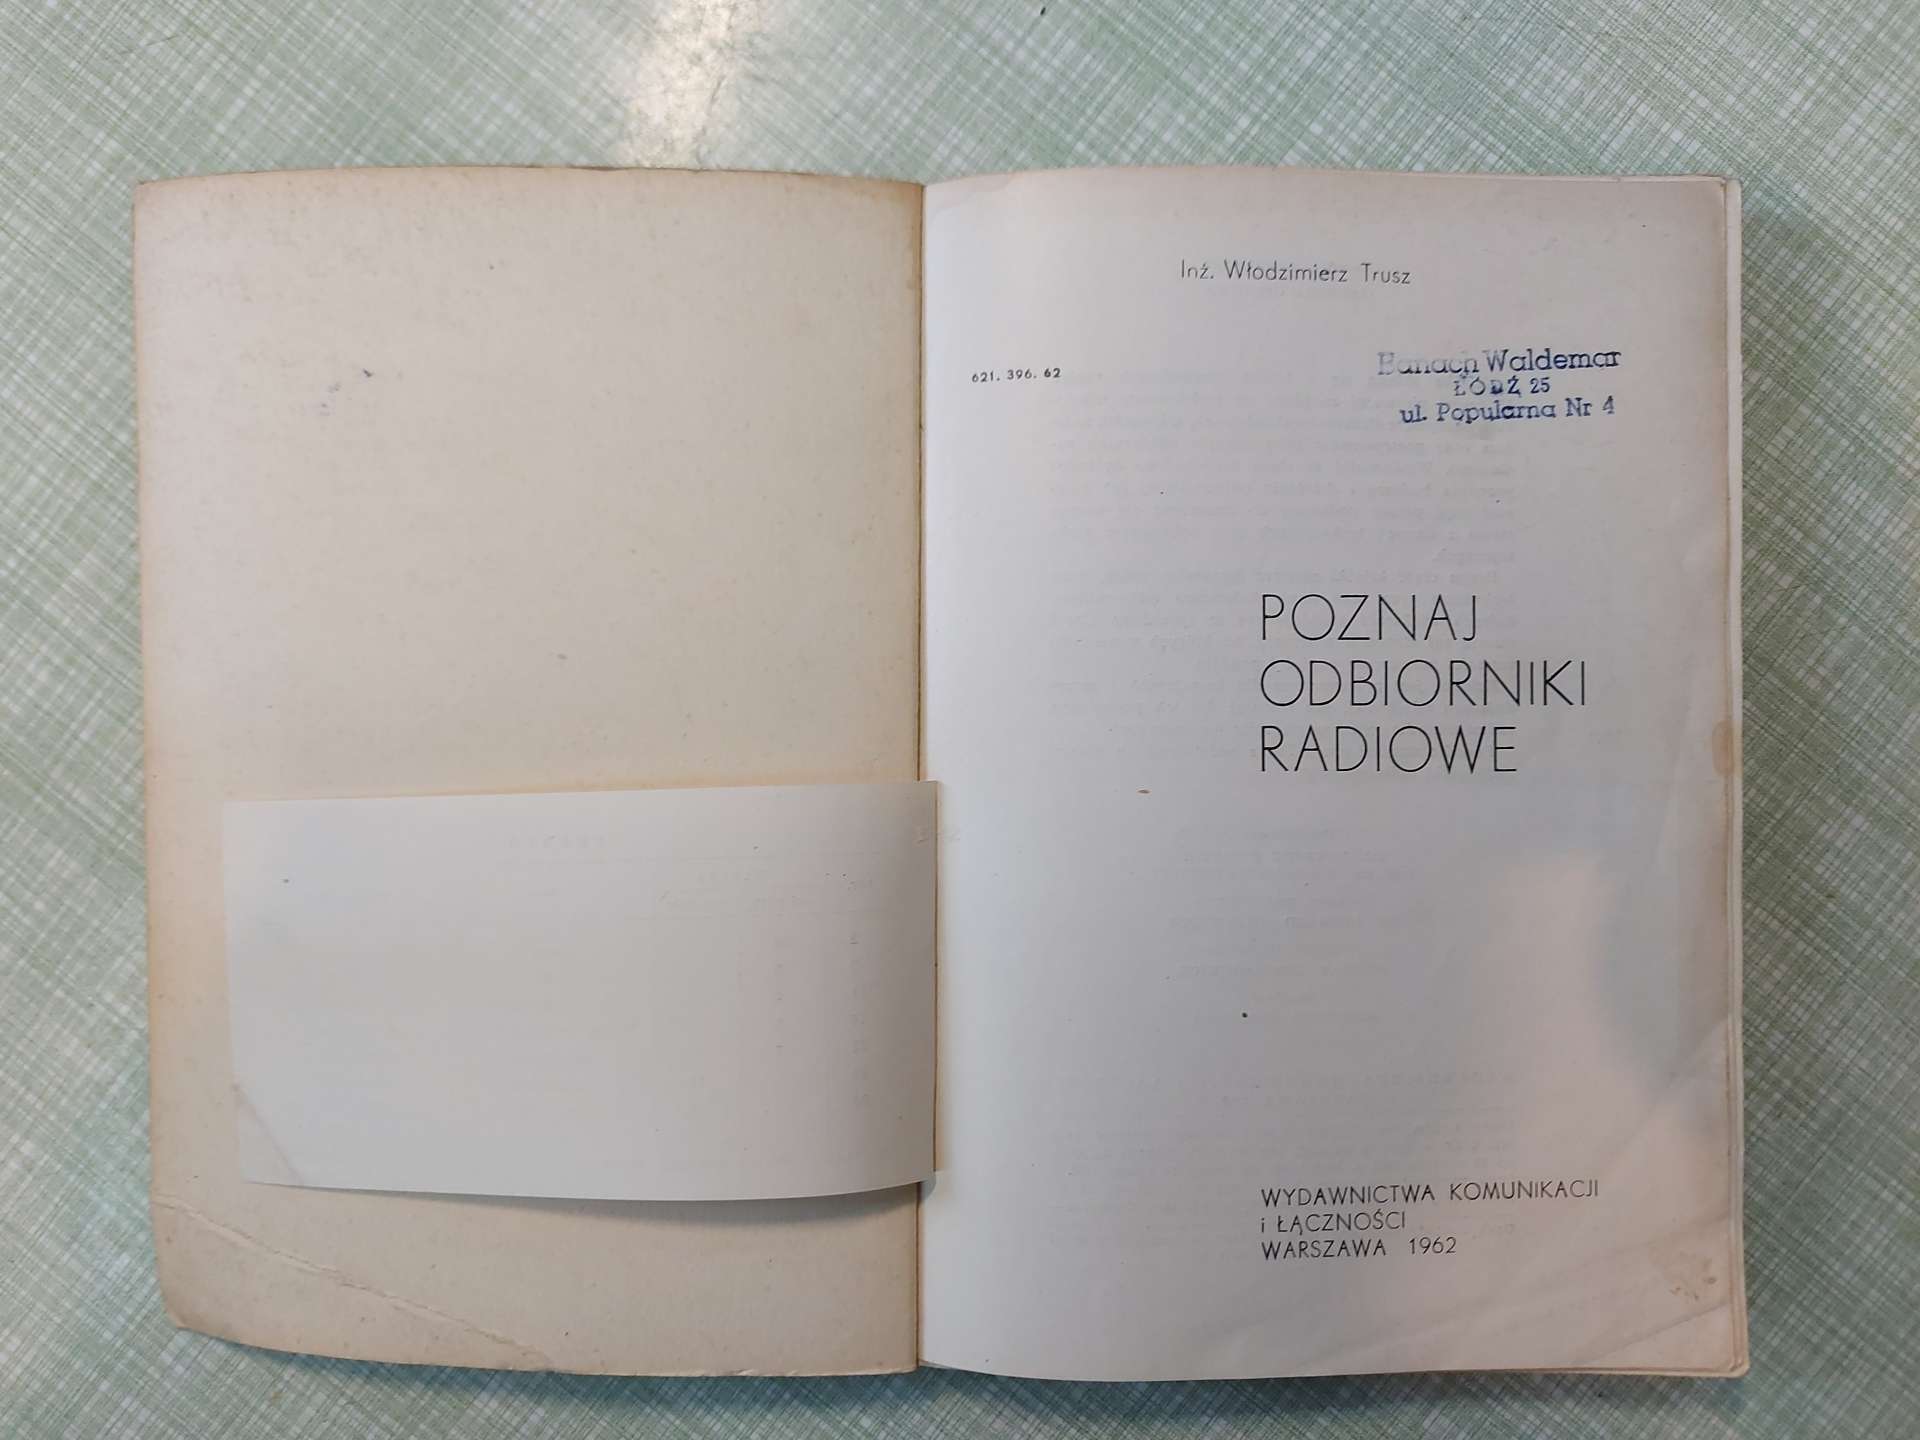 Inż. Włodzimierz Trusz
621. 396. 62
Banach Waldemar
ŁÓDŹ 25
ul. Popularna Nr 4
POZNAJ
ODBIORNIKI
RADIOWE
WYDAWNICTWA KOMUNIKACJI
i ŁĄCZNOŚCI
WARSZAWA 1962